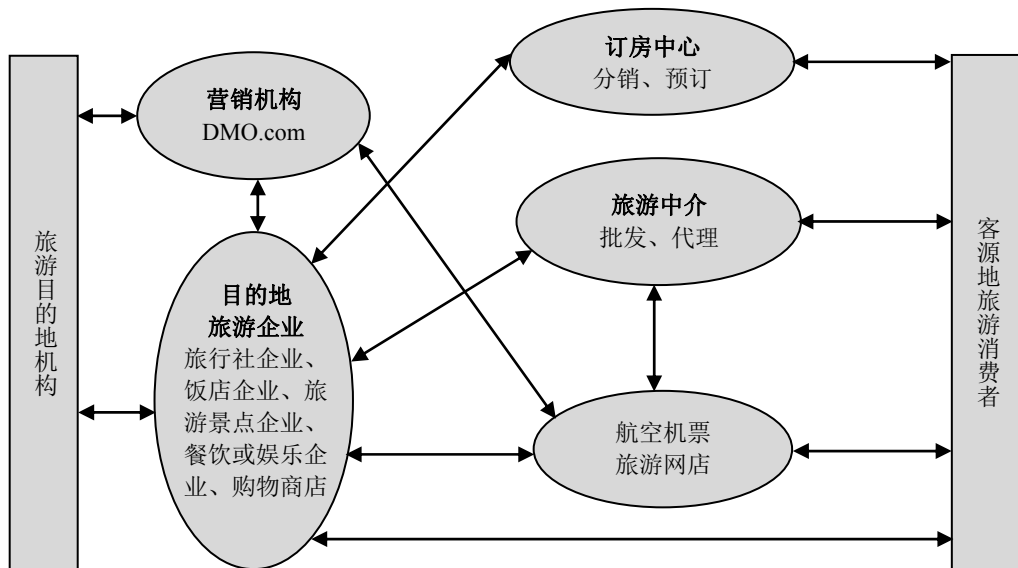 旅游目的地机构
营销机构
DMO.com
目的地
旅游企业
旅行社企业、
饭店企业、旅
游景点企业、
餐饮或娱乐企
业、购物商店
订房中心
分销、预订
旅游中介
批发、代理
航空机票
旅游网店
客源地旅游消费者